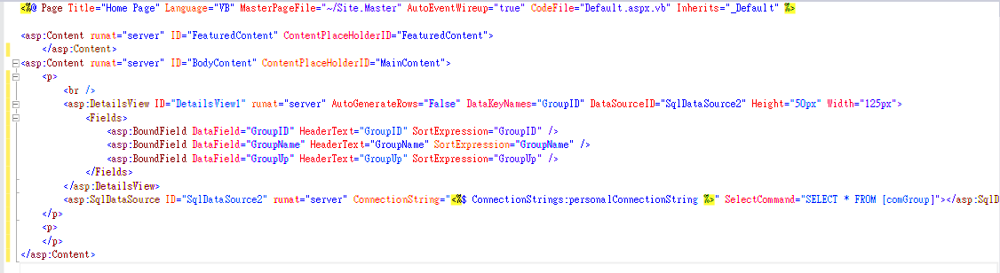 <%@ Page Title="Home Page" Language="VB" MasterPageFile="~/Site.Master" AutoEventWireup="true" CodeFile="Default.aspx.vb" Inherits="_Default" %>
<asp:Content runat="server" ID="FeaturedContent" ContentPlaceHolderID="FeaturedContent">
</asp:Content>
<asp:Content runat="server" ID="BodyContent" ContentPlaceHolderID="MainContent">
<p>
<br />
<asp:DetailsView ID="DetailsView1" runat="server" AutoGenerateRows="False" DataKeyNames="GroupID" DataSourceID="SqlDataSource2" Height="50px" Width="125px">
<Fields>
<asp:BoundField DataField="GroupID" HeaderText="GroupID" SortExpression="GroupID" />
<asp:BoundField DataField="GroupName" HeaderText="GroupName" SortExpression="GroupName" />
<asp:BoundField DataField="GroupUp" HeaderText="GroupUp" SortExpression="GroupUp" />
</Fields>
</asp:DetailsView>
<asp:SqlDataSource ID="SqlDataSource2" runat="server" ConnectionString="<%$ ConnectionStrings:personalConnectionString %>" SelectCommand="SELECT * FROM [comGroup]"></asp:SqlD
</p>
<p>
</p>
</asp:Content>